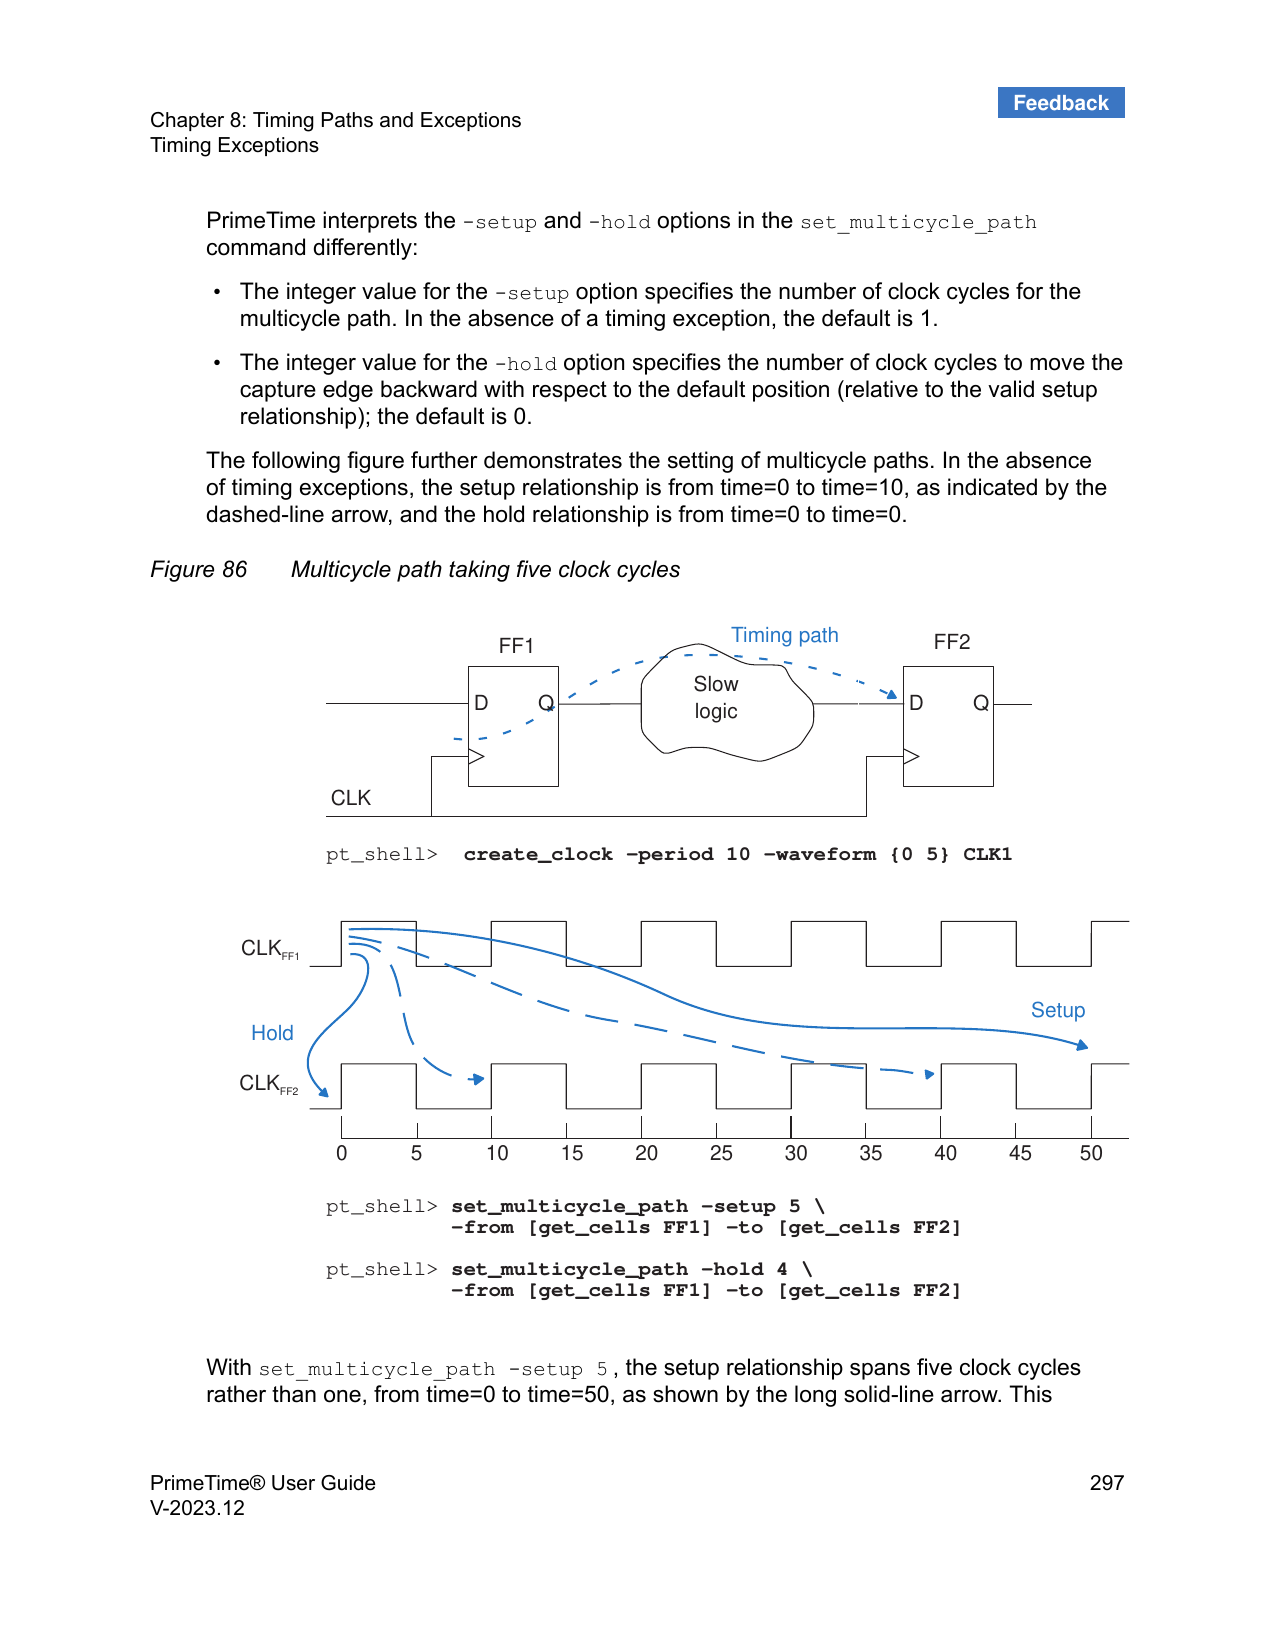 Feedback
Chapter 8: Timing Paths and Exceptions
Timing Exceptions
PrimeTime interprets the -setup and -hold options in the set_multicycle_path
command differently:
• The integer value for the -setup option specifies the number of clock cycles for the
multicycle path. In the absence of a timing exception, the default is 1.
• The integer value for the -hold option specifies the number of clock cycles to move the
capture edge backward with respect to the default position (relative to the valid setup
relationship); the default is 0.
The following figure further demonstrates the setting of multicycle paths. In the absence
of timing exceptions, the setup relationship is from time=0 to time=10, as indicated by the
dashed-line arrow, and the hold relationship is from time=0 to time=0.
Figure 86 Multicycle path taking five clock cycles
Timing path
FF1
FF2
Slow
logic
D Q
D Q
CLK
pt_shell> create_clock -period 10 -waveform {0 5} CLK1
CLKFF1
Setup
Hold
CLKFF2
0 5 10 15 20 25 30 35 40 45 50
pt_shell> set_multicycle_path -setup 5 \
-from [get_cells FF1] -to [get_cells FF2]
pt_shell> set_multicycle_path -hold 4 \
-from [get_cells FF1] -to [get_cells FF2]
With set_multicycle_path -setup 5, the setup relationship spans five clock cycles
rather than one, from time=0 to time=50, as shown by the long solid-line arrow. This
PrimeTime® User Guide 297
V-2023.12